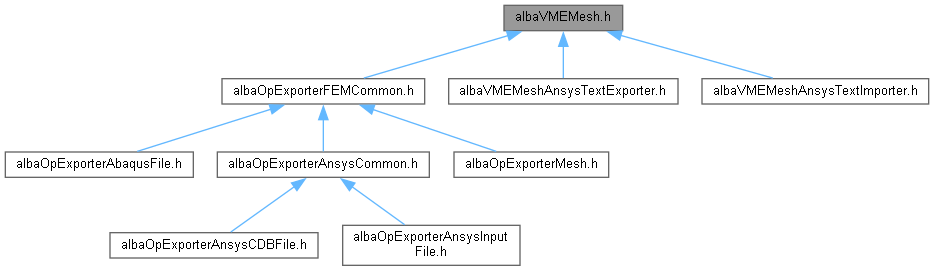 albaVMEMesh.h
albaOpExporterFEMCommon.h
albaVMEMeshAnsysTextExporter.h
albaVMEMeshAnsysTextImporter.h
albaOpExporterAbaqusFile.h
albaOpExporterAnsysCommon.h
albaOpExporterMesh.h
albaOpExporterAnsysCDBFile.h
albaOpExporterAnsysInput
File.h